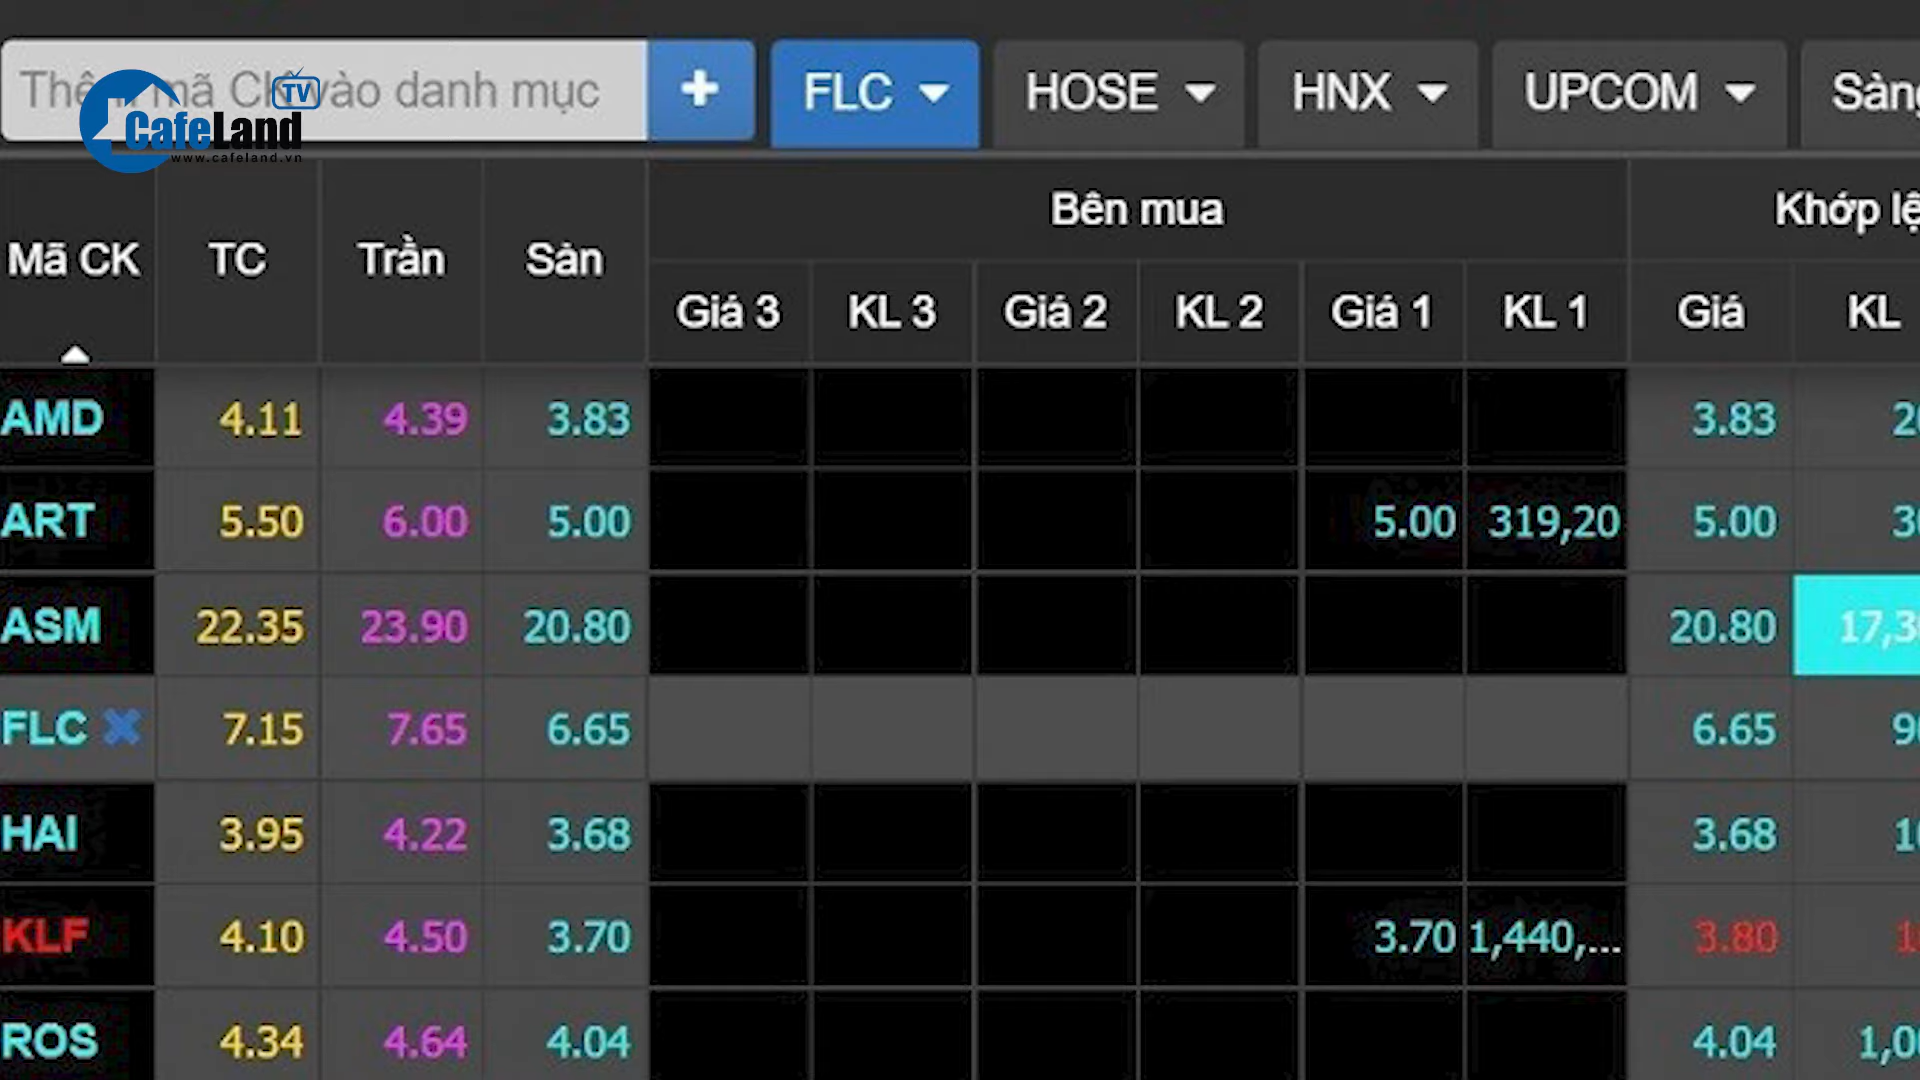 Thêm mã CK vào danh mục
TV
CafeLand
www.cafeland.vn
+ FLC HOSE HNX UPCOM
Bên mua
Mã CK TC Trần Sàn
Khớp
Giá 3 KL 3 Giá 2 KL 2 Giá 1 KL 1 Giá KL
AMD 4.11 4.39 3.83 3.83
ART 5.50 6.00 5.00 5.00 319,20 5.00
ASM 22.35 23.90 20.80 20.80
FLC 7.15 7.65 6.65 6.65
HAI 3.95 4.22 3.68 3.68
KLF 4.10 4.50 3.70 3.70 1,440,... 3.80
ROS 4.34 4.64 4.04 4.04